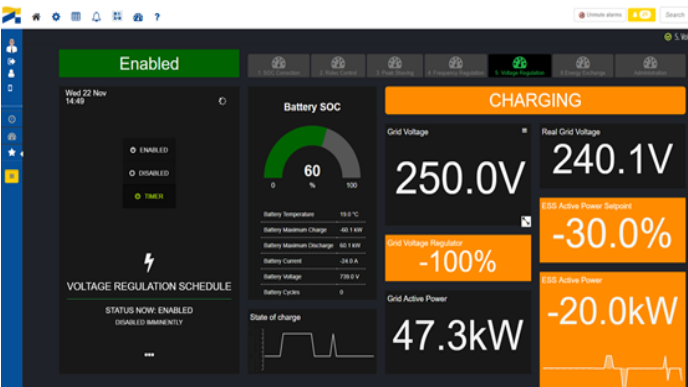 Unmute alarms
Search
Enabled
1. SOC Correction
3. Peak Shaving
4. Frequency Regulation
5. Voltage Regulation
6 Energy Exchange
Administration
Wed 22 Nov
14:49
ENABLED
DISABLED
TIMER
VOLTAGE REGULATION SCHEDULE
STATUS NOW: ENABLED
DISABLED IMMINENTLY
Battery SOC
60
0 % 100
Battery Temperature 19.0 °C
Battery Maximum Charge -60.1 kW
Battery Maximum Discharge 60.1 kW
Battery Current -24.0 A
Battery Voltage 739.0 V
Battery Cycles 0
State of charge
CHARGING
Grid Voltage
250.0V
Real Grid Voltage
240.1V
Grid Voltage Regulator
-100%
ESS Active Power Setpoint
-30.0%
Grid Active Power
47.3kW
ESS Active Power
-20.0kW